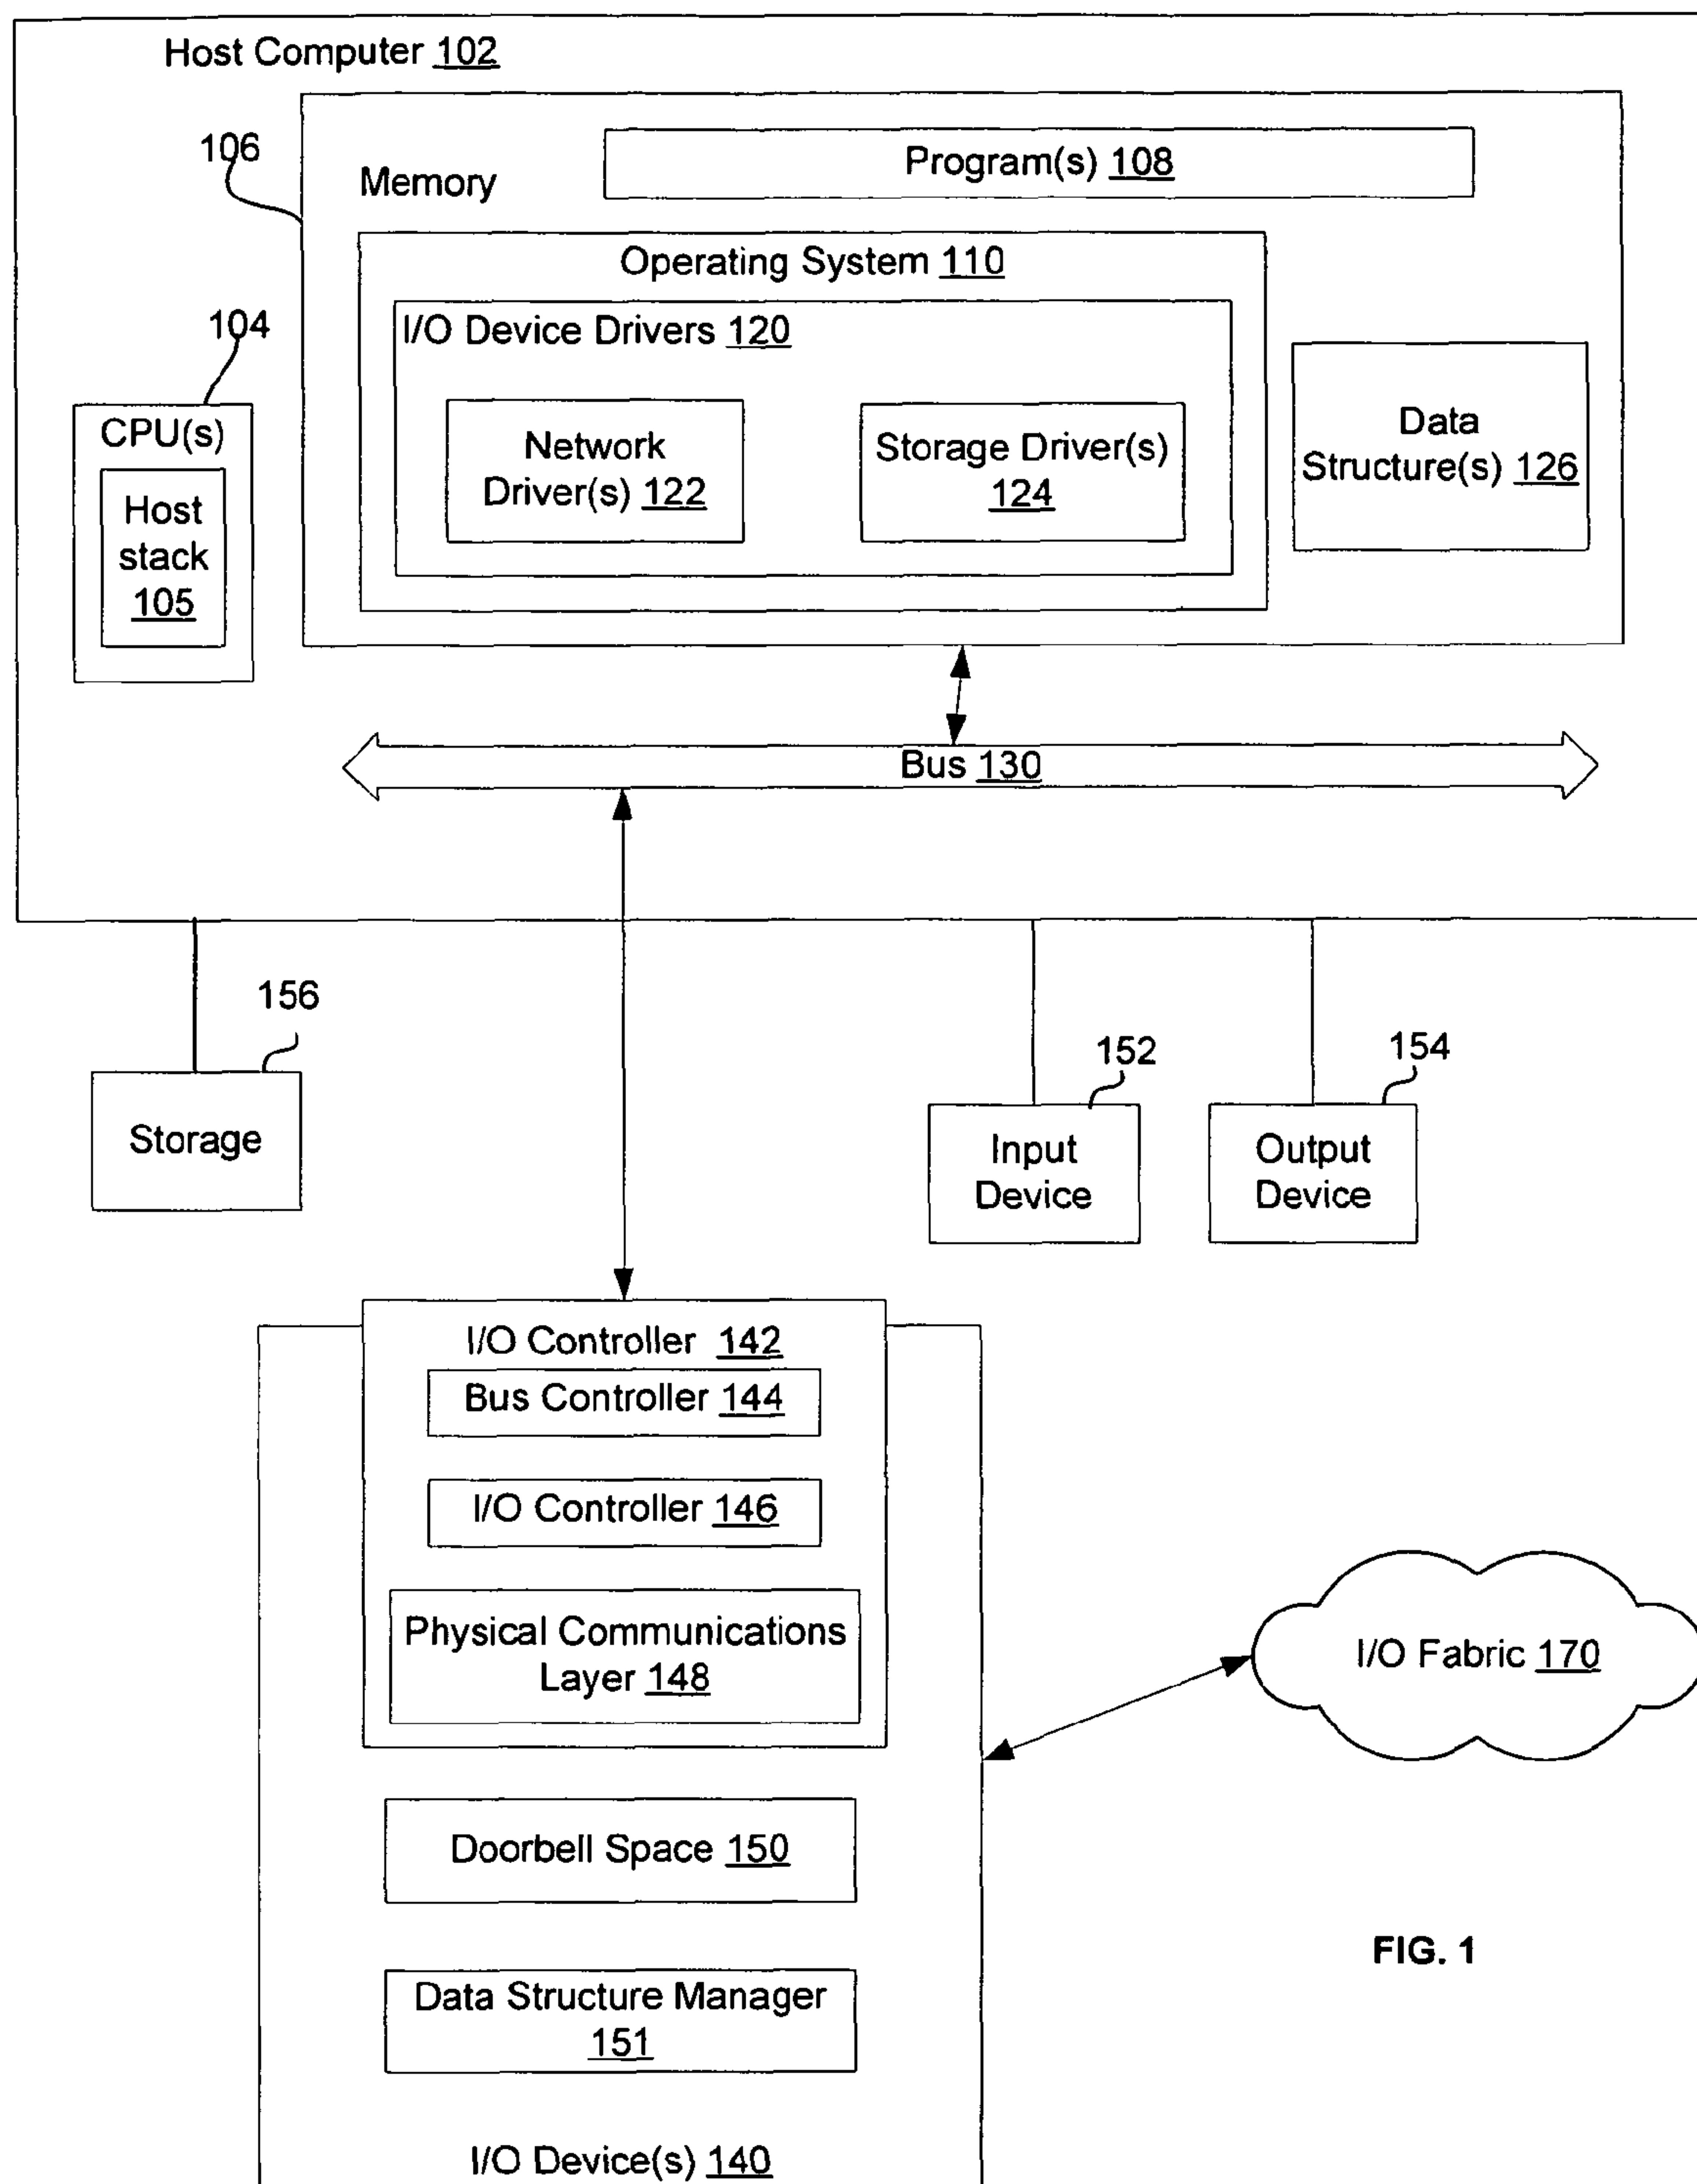 Host Computer 102
106
Memory
Program(s) 108
Operating System 110
I/O Device Drivers 120
104
CPU(s)
Host
stack
105
Network
Driver(s) 122
Storage Driver(s)
124
Data
Structure(s) 126
Bus 130
156
Storage
152
Input
Device
154
Output
Device
I/O Controller 142
Bus Controller 144
I/O Controller 146
Physical Communications
Layer 148
I/O Fabric 170
Doorbell Space 150
Data Structure Manager
151
I/O Device(s) 140
FIG. 1